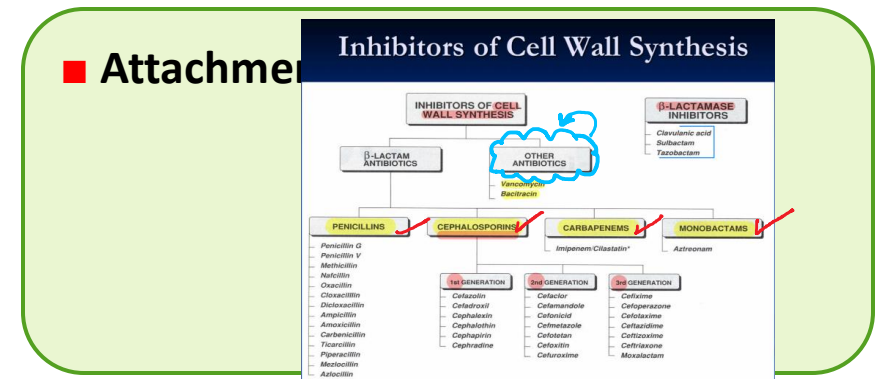 Inhibitors of Cell Wall Synthesis
■ Attachme
INHIBITORS OF CELL
WALL SYNTHESIS
β-LACTAMASE
INHIBITORS
Clavulanic acid
Sulbactam
Tazobactam
β-LACTAM
ANTIBIOTICS
OTHER
ANTIBIOTICS
Vancomycin
Bacitracin
PENICILLINS
Penicillin G
Penicillin V
Methicillin
Nafcillin
Oxacillin
Cloxacillin
Dicloxacillin
Ampicillin
Amoxicillin
Carbenicillin
Ticarcillin
Piperacillin
Mezlocillin
Azlocillin
CEPHALOSPORINS
1st GENERATION
Cefazolin
Cefadroxil
Cephalexin
Cephalothin
Cephapirin
Cephradine
2nd GENERATION
Cefaclor
Cefamandole
Cefonicid
Cefmetazole
Cefotetan
Cefoxitin
Cefuroxime
3rd GENERATION
Cefixime
Cefoperazone
Cefotaxime
Ceftazidime
Ceftizoxime
Ceftriaxone
Moxalactam
CARBAPENEMS
Imipenem/Cilastatin*
MONOBACTAMS
Aztreonam